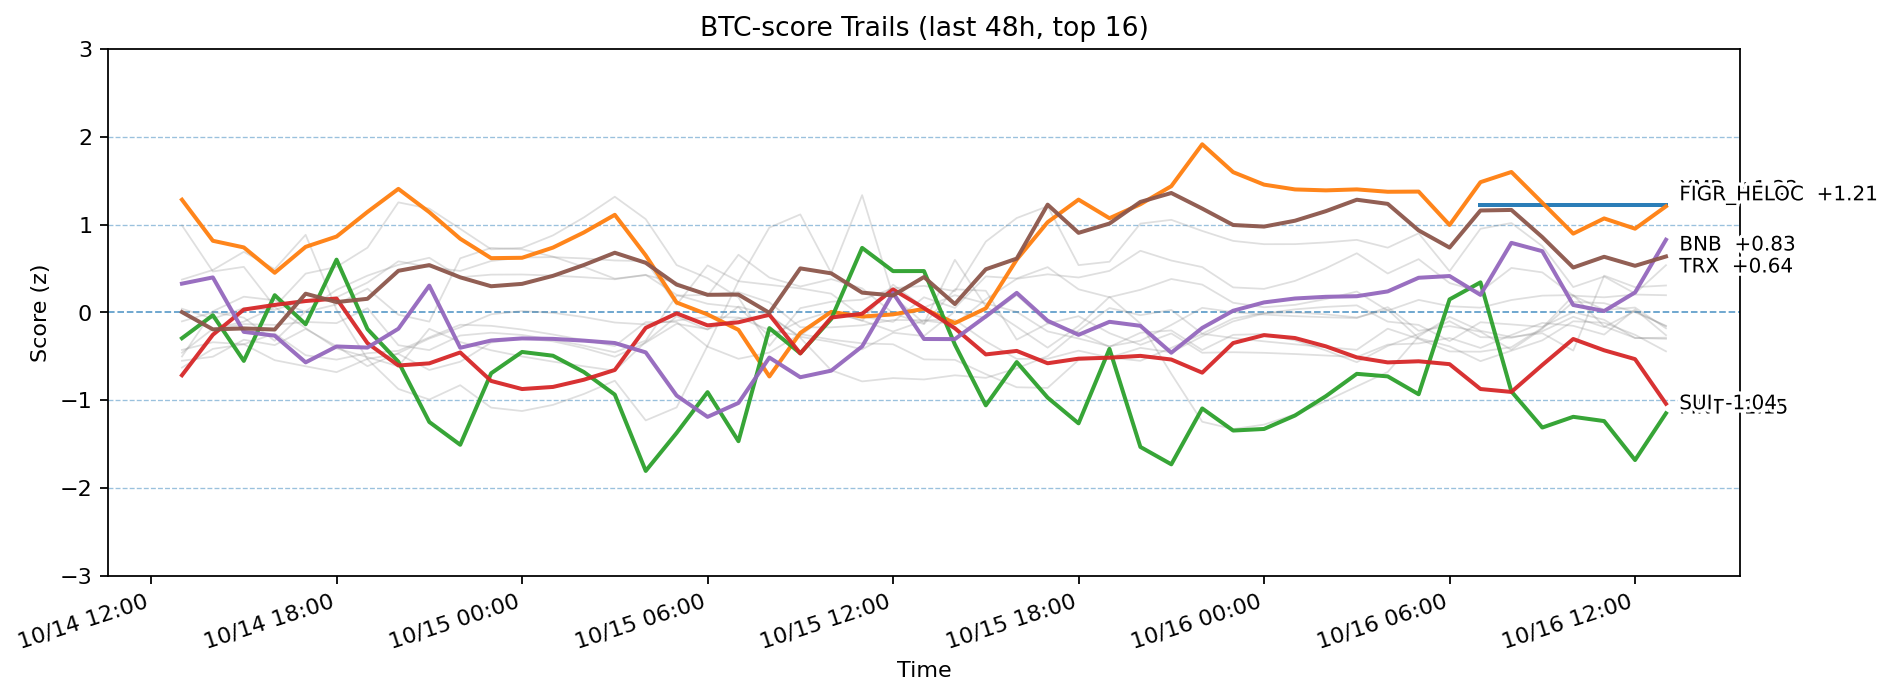 BTC-score Trails (last 48h, top 16)
3
2
1
0
−1
−2
−3
Score (z)
FIGR_HELOC +1.21
BNB +0.83
TRX +0.64
SUI -1.04
10/14 12:00
10/14 18:00
10/15 00:00
10/15 06:00
10/15 12:00
10/15 18:00
10/16 00:00
10/16 06:00
10/16 12:00
Time